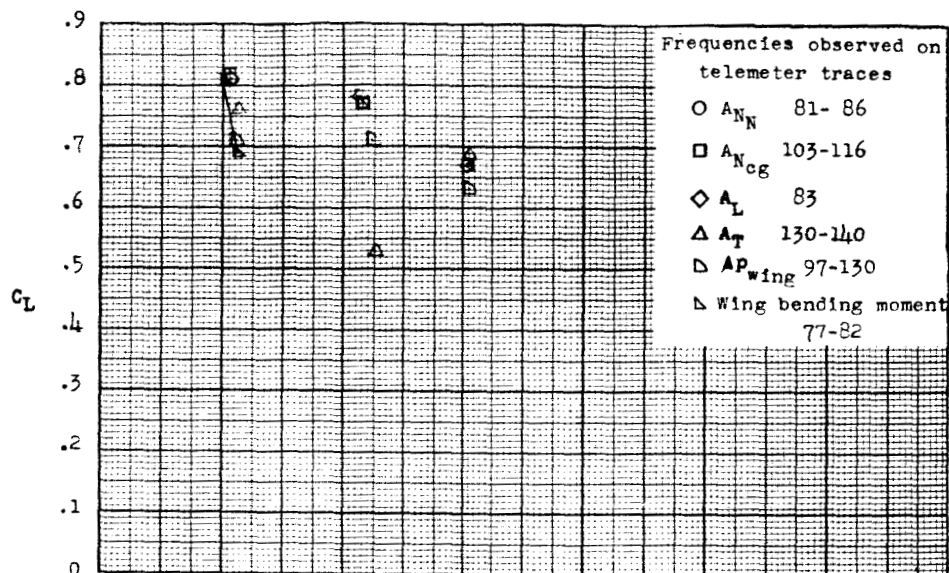 .9
.8
.7
.6
.5
C_L
.4
.3
.2
.1
0
Frequencies observed on
telemeter traces
○ A_N_N 81- 86
□ A_N_cg 103-116
◇ A_L 83
△ A_T 130-140
Δp_wing 97-130
Wing bending moment
77-82